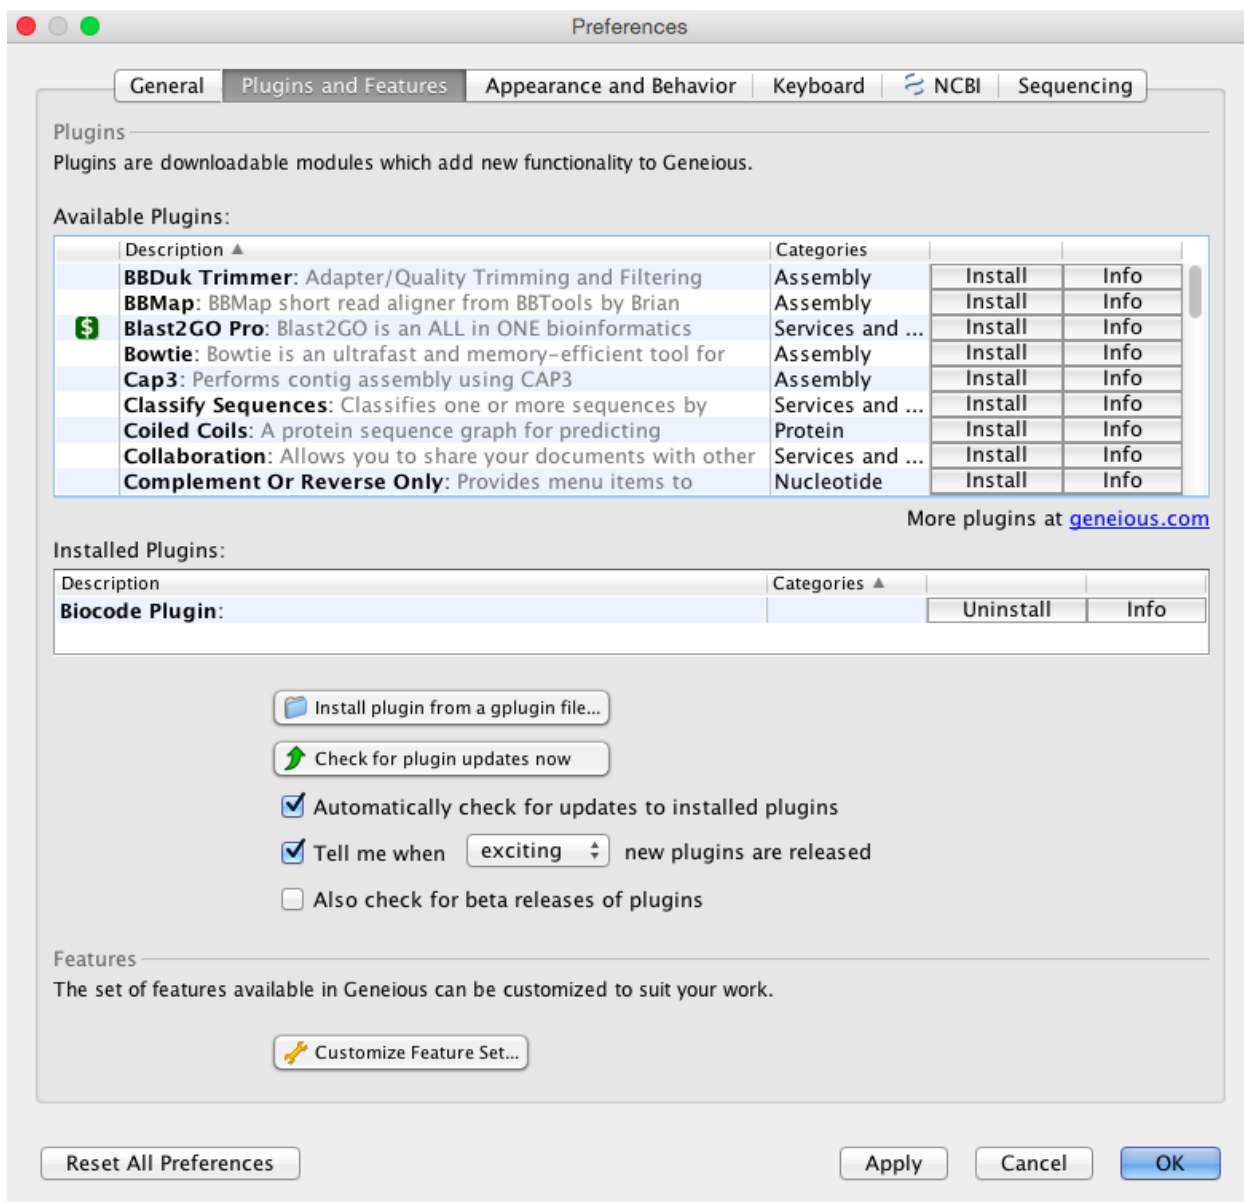 Preferences
General Plugins and Features Appearance and Behavior Keyboard NCBI Sequencing
Plugins
Plugins are downloadable modules which add new functionality to Geneious.
Available Plugins:
Description ▲ Categories
BBDuk Trimmer: Adapter/Quality Trimming and Filtering Assembly Install Info
BBMap: BBMap short read aligner from BBTools by Brian Assembly Install Info
$ Blast2GO Pro: Blast2GO is an ALL in ONE bioinformatics Services and ... Install Info
Bowtie: Bowtie is an ultrafast and memory-efficient tool for Assembly Install Info
Cap3: Performs contig assembly using CAP3 Assembly Install Info
Classify Sequences: Classifies one or more sequences by Services and ... Install Info
Coiled Coils: A protein sequence graph for predicting Protein Install Info
Collaboration: Allows you to share your documents with other Services and ... Install Info
Complement Or Reverse Only: Provides menu items to Nucleotide Install Info
More plugins at geneious.com
Installed Plugins:
Description Categories ▲
Biocode Plugin: Uninstall Info
Install plugin from a gplugin file...
Check for plugin updates now
Automatically check for updates to installed plugins
Tell me when exciting new plugins are released
Also check for beta releases of plugins
Features
The set of features available in Geneious can be customized to suit your work.
Customize Feature Set...
Reset All Preferences Apply Cancel OK